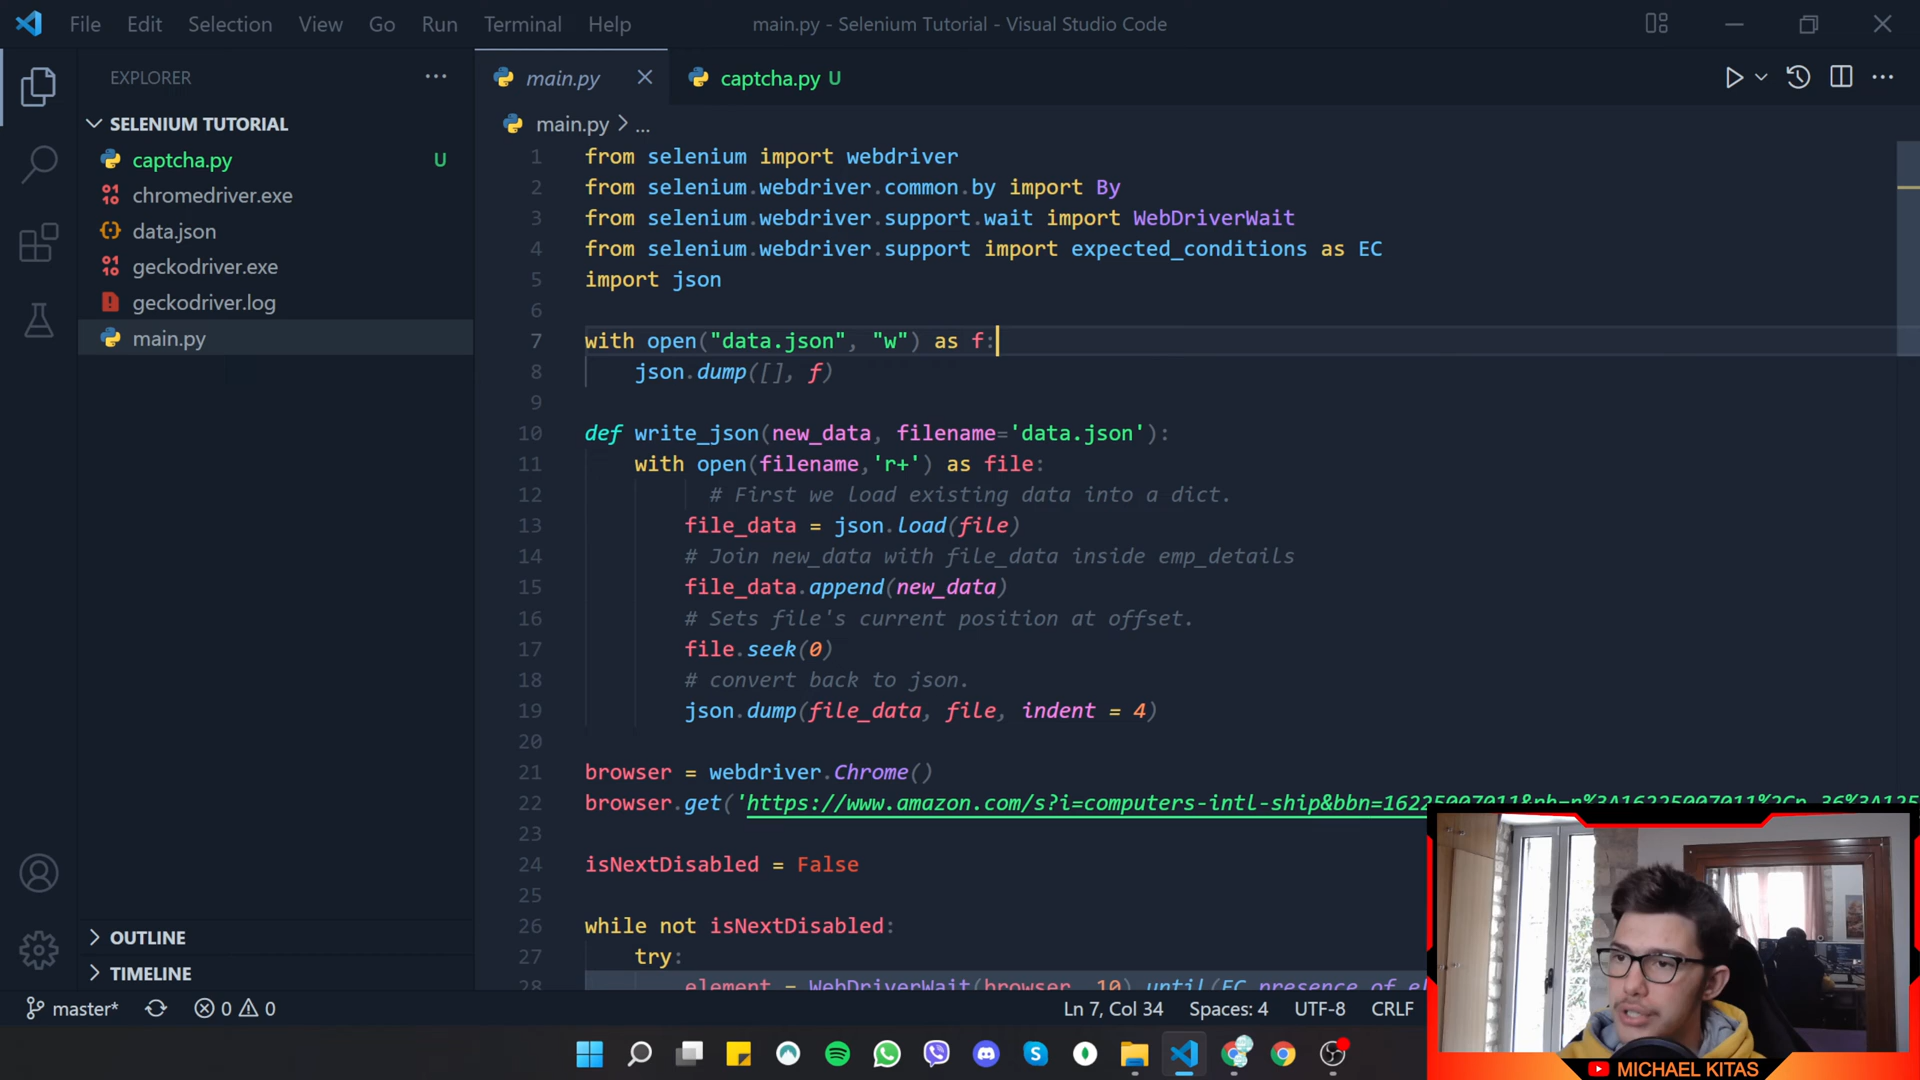 File Edit Selection View Go Run Terminal Help
main.py - Selenium Tutorial - Visual Studio Code
EXPLORER
SELENIUM TUTORIAL
captcha.py U
chromedriver.exe
data.json
geckodriver.exe
geckodriver.log
main.py
OUTLINE
TIMELINE
main.py
captcha.py U
main.py > ...
1 from selenium import webdriver
2 from selenium.webdriver.common.by import By
3 from selenium.webdriver.support.wait import WebDriverWait
4 from selenium.webdriver.support import expected_conditions as EC
5 import json
6
7 with open("data.json", "w") as f:
8 json.dump([], f)
9
10 def write_json(new_data, filename='data.json'):
11 with open(filename,'r+') as file:
12 # First we load existing data into a dict.
13 file_data = json.load(file)
14 # Join new_data with file_data inside emp_details
15 file_data.append(new_data)
16 # Sets file's current position at offset.
17 file.seek(0)
18 # convert back to json.
19 json.dump(file_data, file, indent = 4)
20
21 browser = webdriver.Chrome()
22 browser.get('https://www.amazon.com/s?i=computers-intl-ship&bbn=16225007011&rh=n%3A16225007011%2Cp_36%3A125
23
24 isNextDisabled = False
25
26 while not isNextDisabled:
27 try:
28 element = WebDriverWait(browser, 10).until(EC.presence_of_el
master* 0 0
Ln 7, Col 34 Spaces: 4 UTF-8 CRLF
MICHAEL KITAS